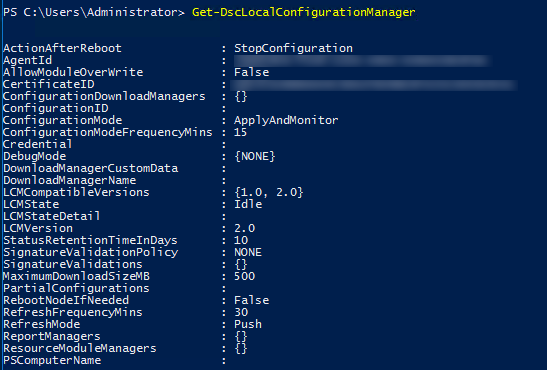 PS C:\Users\Administrator> Get-DscLocalConfigurationManager
ActionAfterReboot : StopConfiguration
AgentId :
AllowModuleOverWrite : False
CertificateID :
ConfigurationDownloadManagers : {}
ConfigurationID :
ConfigurationMode : ApplyAndMonitor
ConfigurationModeFrequencyMins : 15
Credential :
DebugMode : {NONE}
DownloadManagerCustomData :
DownloadManagerName :
LCMCompatibleVersions : {1.0, 2.0}
LCMState : Idle
LCMStateDetail :
LCMVersion : 2.0
StatusRetentionTimeInDays : 10
SignatureValidationPolicy : NONE
SignatureValidations : {}
MaximumDownloadSizeMB : 500
PartialConfigurations :
RebootNodeIfNeeded : False
RefreshFrequencyMins : 30
RefreshMode : Push
ReportManagers : {}
ResourceModuleManagers : {}
PSComputerName :